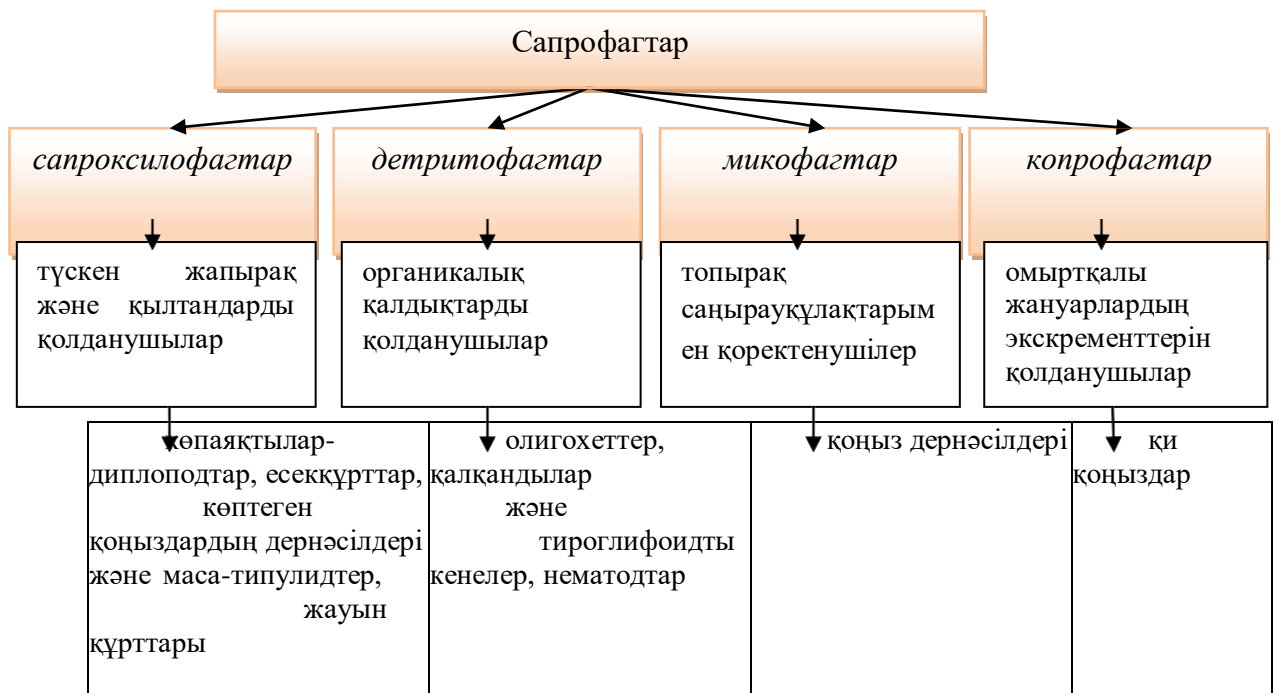 Сапрофагтар
сапроксилофагтар
детритофагтар
микофагтар
копрофагтар
түскен жапырақ
және қылтандарды
қолданушылар
органикалық
қалдықтарды
қолданушылар
топырақ
саңырауқұлақтарым
ен қоректенушілер
омыртқалы
жануарлардың
экскременттерін
қолданушылар
көпаяқтылар-
диплоподтар, есекқұрттар,
көптеген
қоңыздардың дернәсілдері
және маса-типулидтер,
жауын
құрттары
олигохеттер,
қалқандылар
және
тироглифоидты
кенелер, нематодтар
қоңыз дернәсілдері
қи
қоңыздар